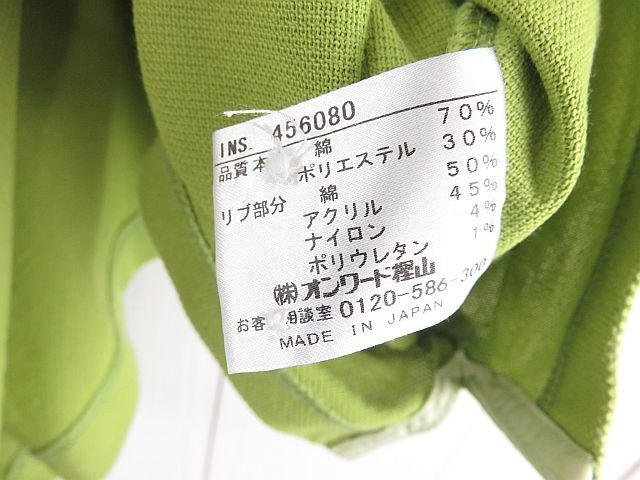 INS. 456080
品質 本 綿 70%
ポリエステル 30%
リブ部分 綿 50%
アクリル 45%
ナイロン 4%
ポリウレタン 1%
㈱オンワード樫山
お客 相談室 0120-586-300
MADE IN JAPAN